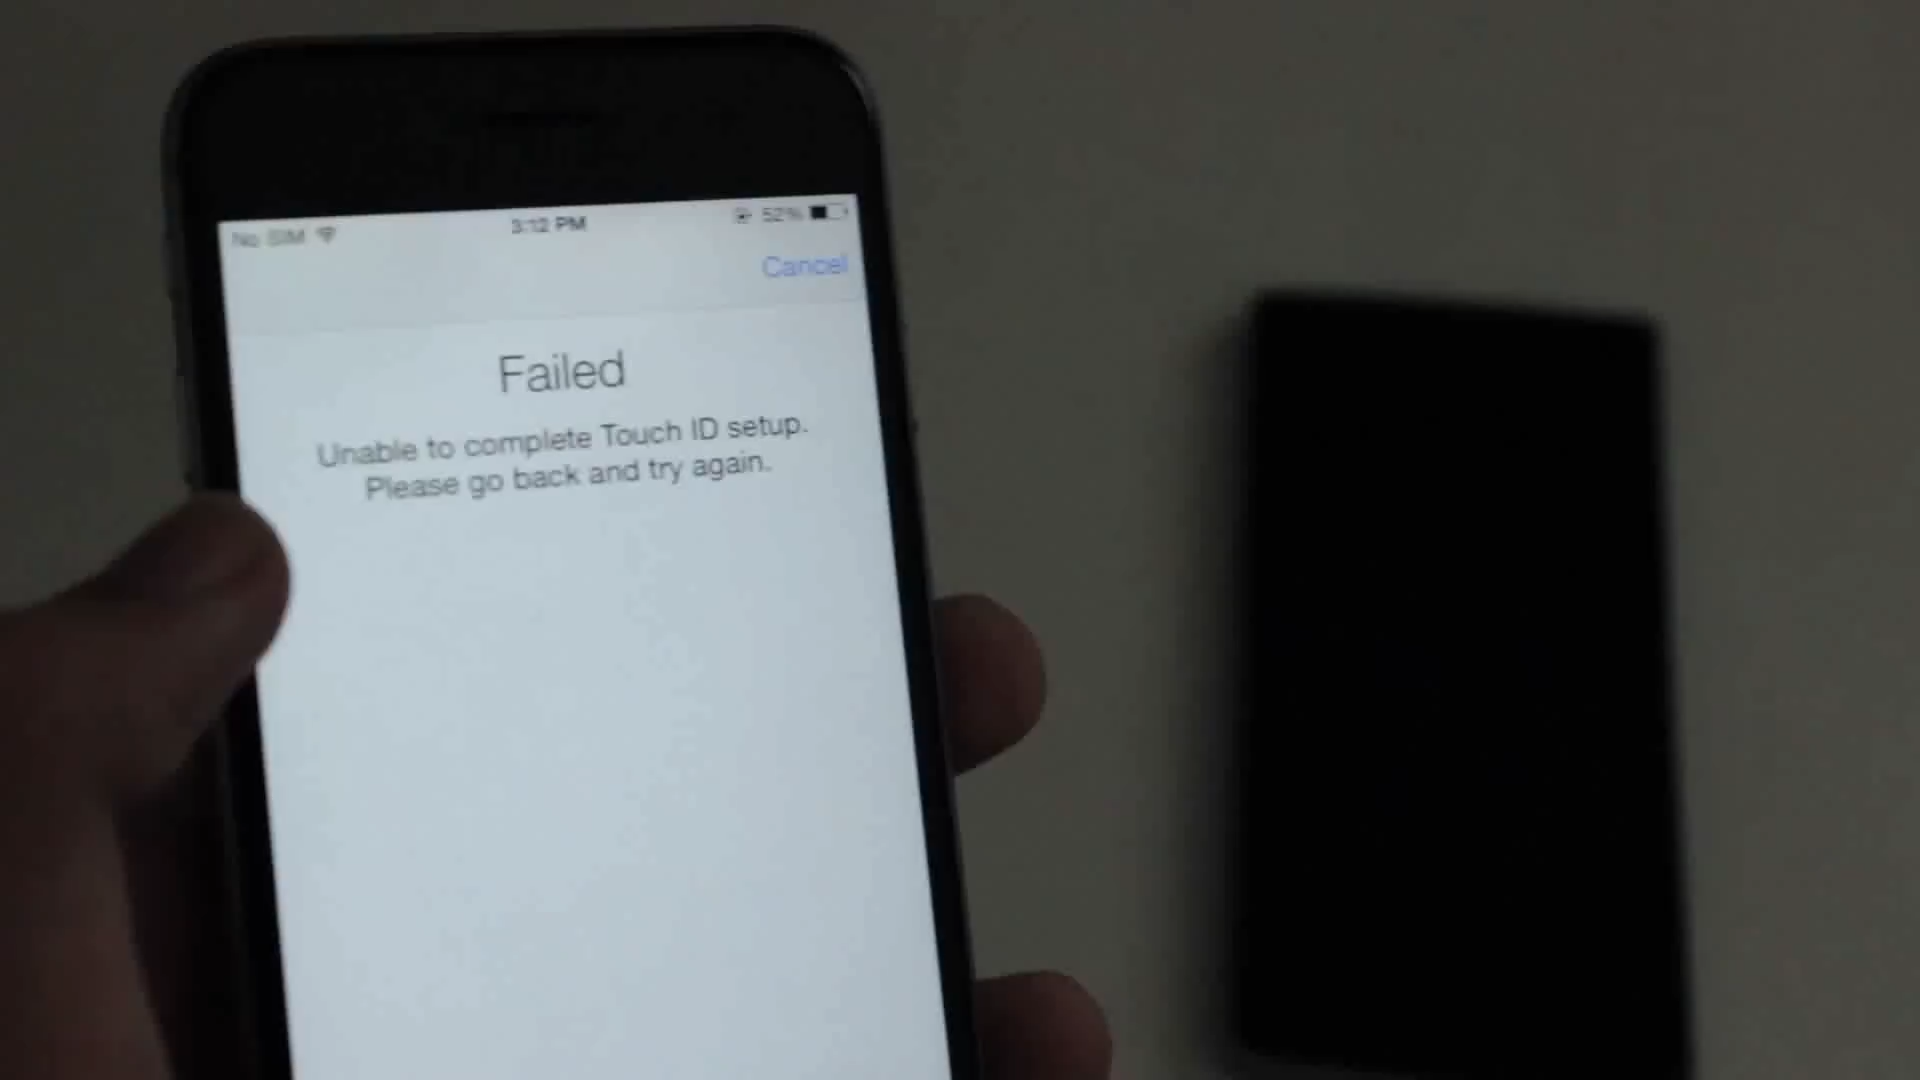 No SIM 3:12 PM 52%
Cancel
Failed
Unable to complete Touch ID setup.
Please go back and try again.